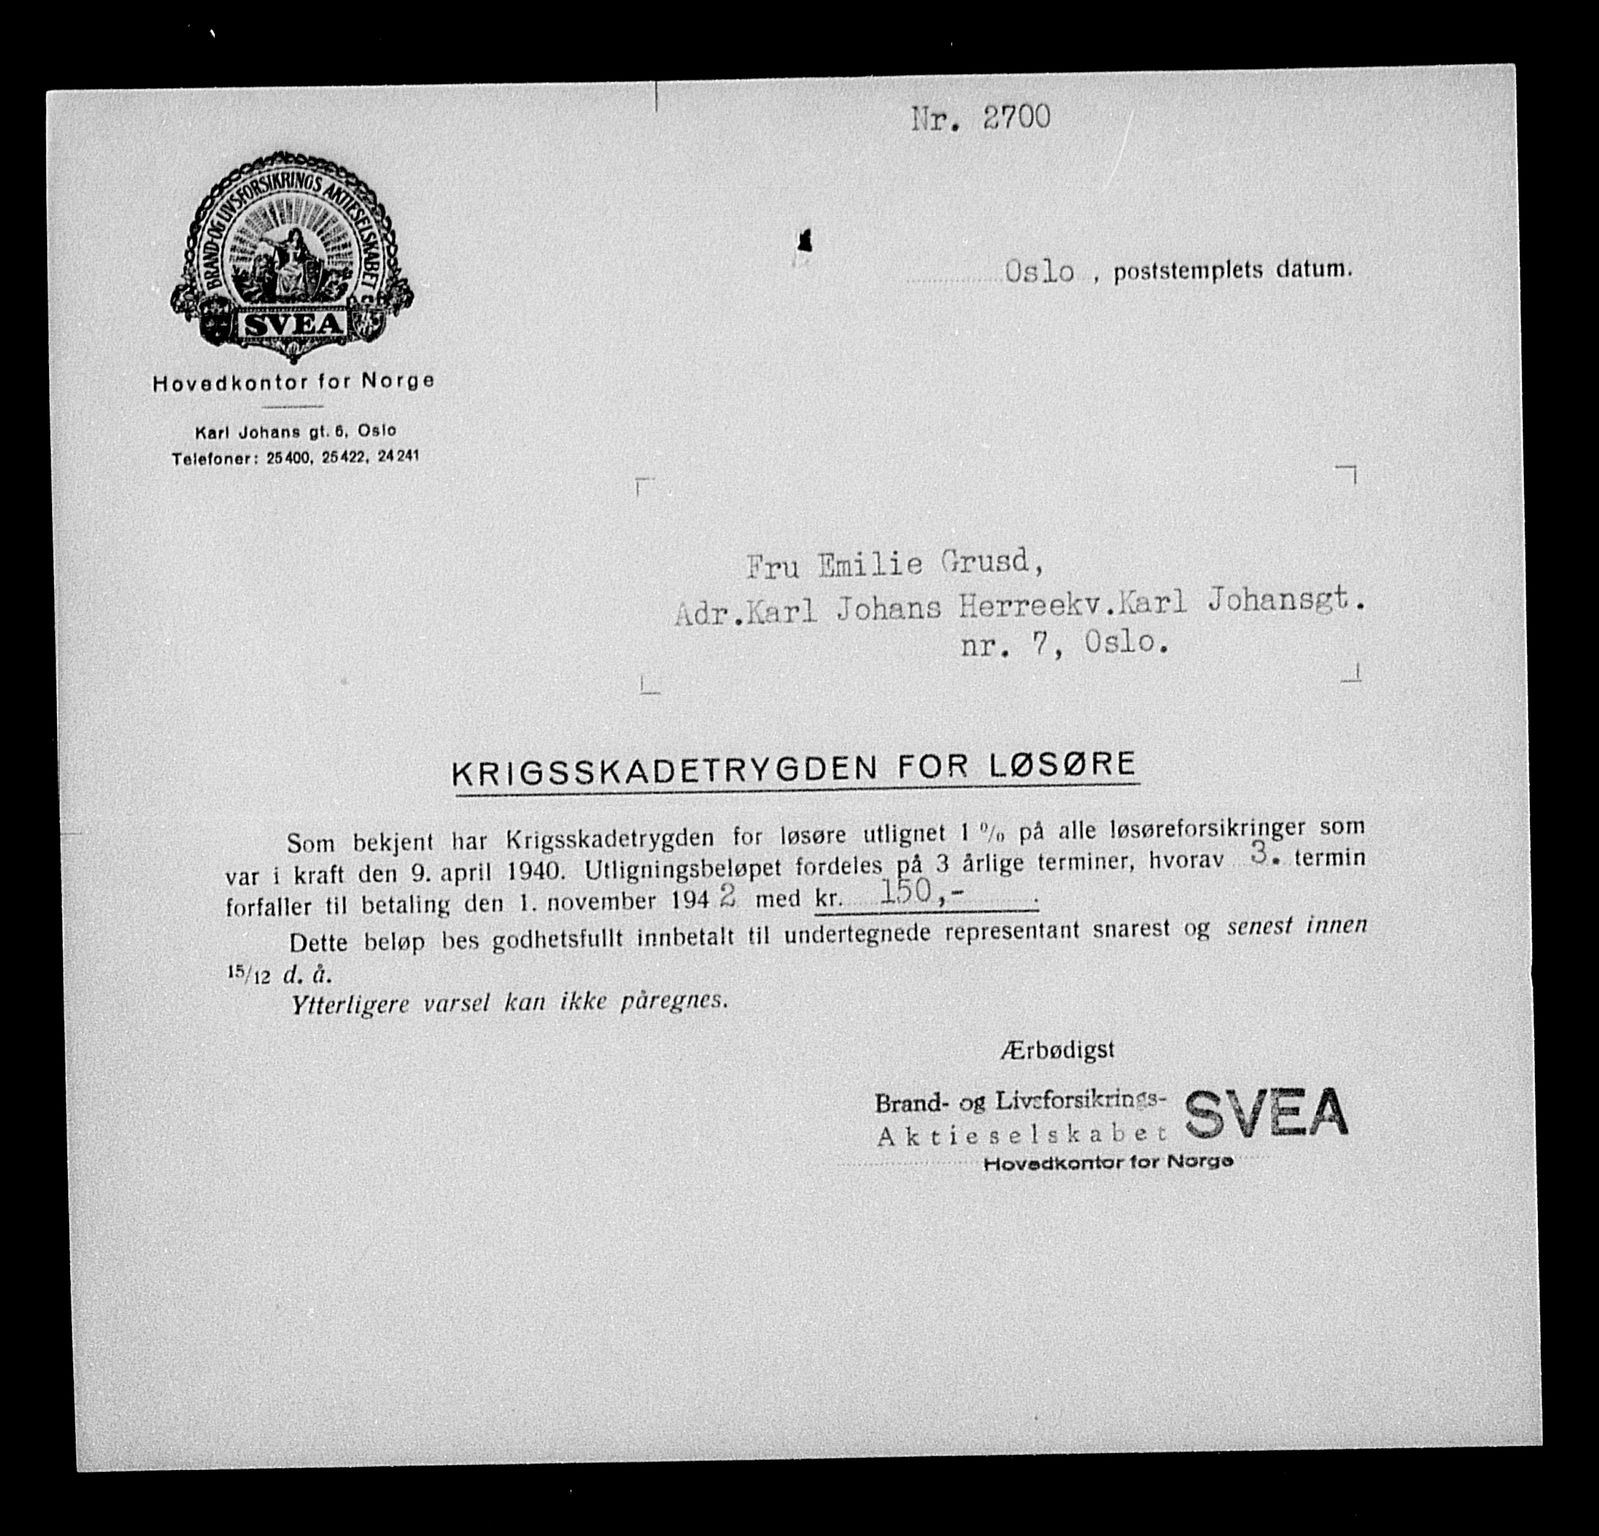 Nr. 2700
BRAND- OG LIVSFORSIKRINGS AKTIESELSKABET
SVEA
Oslo , poststemplets datum.
Hovedkontor for Norge
Karl Johans gt. 6, Oslo
Telefoner: 25400, 25422, 24241
Fru Emilie Grusd,
Adr.Karl Johans Herreekv.Karl Johansgt.
nr. 7, Oslo.
KRIGSSKADETRYGDEN FOR LØSØRE
Som bekjent har Krigsskadetrygden for løsøre utlignet 1 % på alle løsøreforsikringer som
var i kraft den 9. april 1940. Utligningsbeløpet fordeles på 3 årlige terminer, hvorav 3. termin
forfaller til betaling den 1. november 1942 med kr. 150,- .
Dette beløp bes godhetsfullt innbetalt til undertegnede representant snarest og senest innen
15/12 d. å.
Ytterligere varsel kan ikke påregnes.
Ærbødigst
Brand- og Livsforsikrings-
Aktieselskabet SVEA
Hovedkontor for Norge